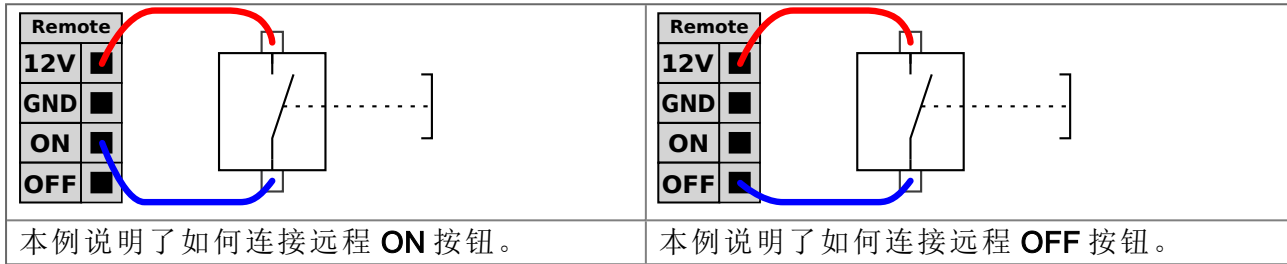 Remote
12V
GND
ON
OFF
本例说明了如何连接远程 ON 按钮。
Remote
12V
GND
ON
OFF
本例说明了如何连接远程 OFF 按钮。